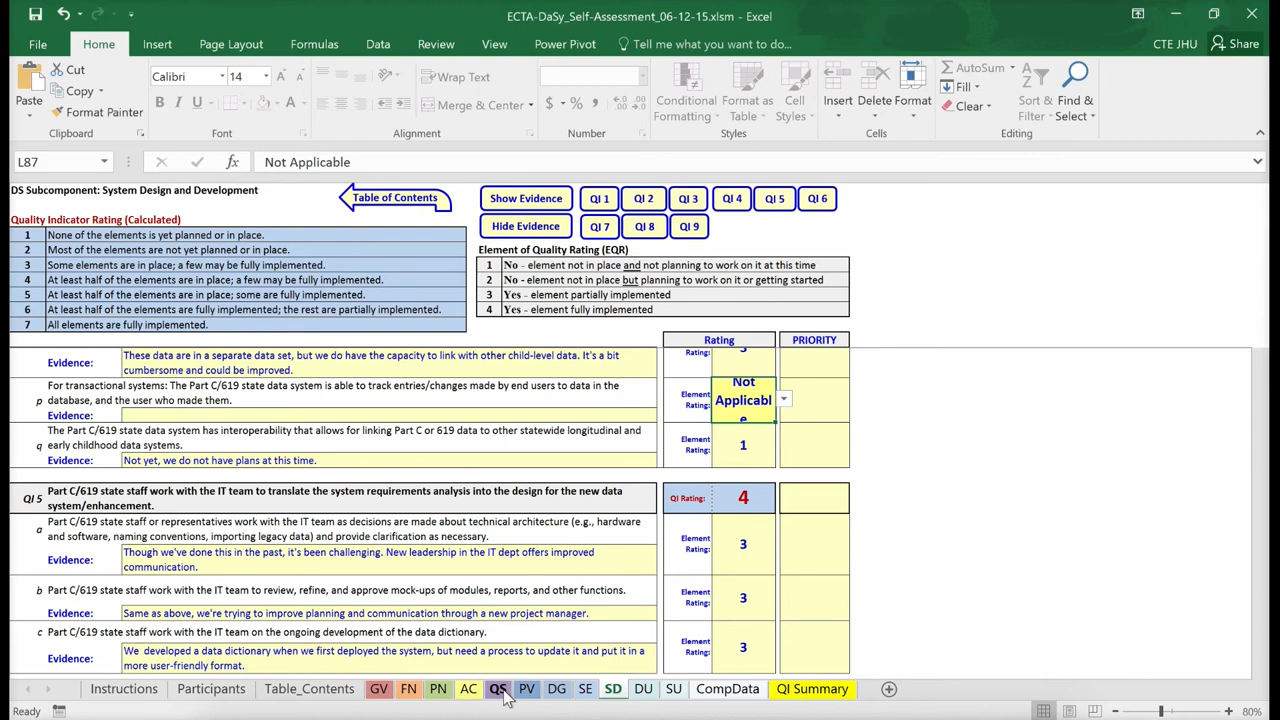 ECTA-DaSy_Self-Assessment_06-12-15.xlsm - Excel
File Home Insert Page Layout Formulas Data Review View Power Pivot Tell me what you want to do... CTE JHU Share
Paste
Cut
Copy
Format Painter
Clipboard
Calibri 14
B I U
Font
Wrap Text
Merge & Center
Alignment
$ % ,
Number
Conditional Formatting
Format as Table
Cell Styles
Styles
Insert Delete Format
Cells
AutoSum
Fill
Clear
Sort & Filter
Find & Select
Editing
L87 fx Not Applicable
DS Subcomponent: System Design and Development
Table of Contents
Show Evidence QI 1 QI 2 QI 3 QI 4 QI 5 QI 6
Hide Evidence QI 7 QI 8 QI 9
Quality Indicator Rating (Calculated)
1 None of the elements is yet planned or in place.
2 Most of the elements are not yet planned or in place.
3 Some elements are in place; a few may be fully implemented.
4 At least half of the elements are in place; a few may be fully implemented.
5 At least half of the elements are in place; some are fully implemented.
6 At least half of the elements are fully implemented; the rest are partially implemented.
7 All elements are fully implemented.
Element of Quality Rating (EQR)
1 No - element not in place and not planning to work on it at this time
2 No - element not in place but planning to work on it or getting started
3 Yes - element partially implemented
4 Yes - element fully implemented
Rating PRIORITY
Evidence: These data are in a separate data set, but we do have the capacity to link with other child-level data. It's a bit
cumbersome and could be improved.
Rating: 3
p For transactional systems: The Part C/619 state data system is able to track entries/changes made by end users to data in the
database, and the user who made them.
Evidence:
Element Rating: Not Applicable
q The Part C/619 state data system has interoperability that allows for linking Part C or 619 data to other statewide longitudinal and
early childhood data systems.
Evidence: Not yet, we do not have plans at this time.
Element Rating: 1
QI 5 Part C/619 state staff work with the IT team to translate the system requirements analysis into the design for the new data
system/enhancement.
QI Rating: 4
a Part C/619 state staff or representatives work with the IT team as decisions are made about technical architecture (e.g., hardware
and software, naming conventions, importing legacy data) and provide clarification as necessary.
Evidence: Though we've done this in the past, it's been challenging. New leadership in the IT dept offers improved
communication.
Element Rating: 3
b Part C/619 state staff work with the IT team to review, refine, and approve mock-ups of modules, reports, and other functions.
Evidence: Same as above, we're trying to improve planning and communication through a new project manager.
Element Rating: 3
c Part C/619 state staff work with the IT team on the ongoing development of the data dictionary.
Evidence: We developed a data dictionary when we first deployed the system, but need a process to update it and put it in a
more user-friendly format.
Element Rating: 3
Instructions Participants Table_Contents GV FN PN AC QS PV DG SE SD DU SU CompData QI Summary
Ready 80%